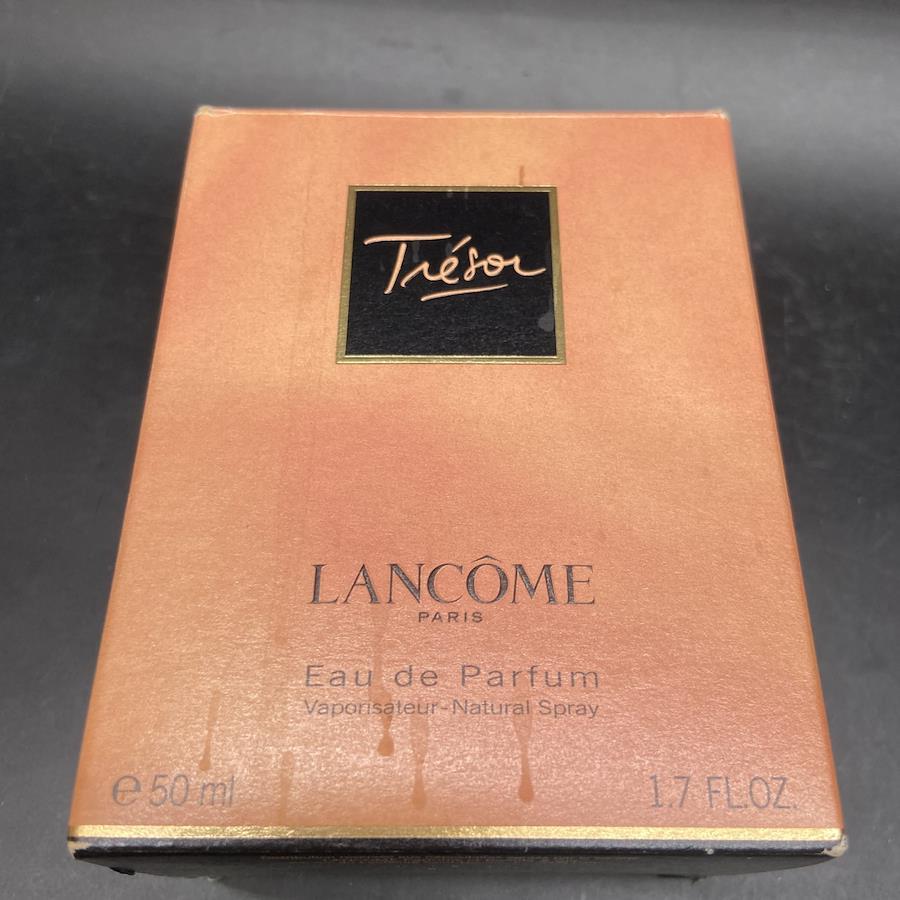 Trésor
LANCÔME
PARIS
Eau de Parfum
Vaporisateur-Natural Spray
℮ 50 ml
1.7 FL.OZ.